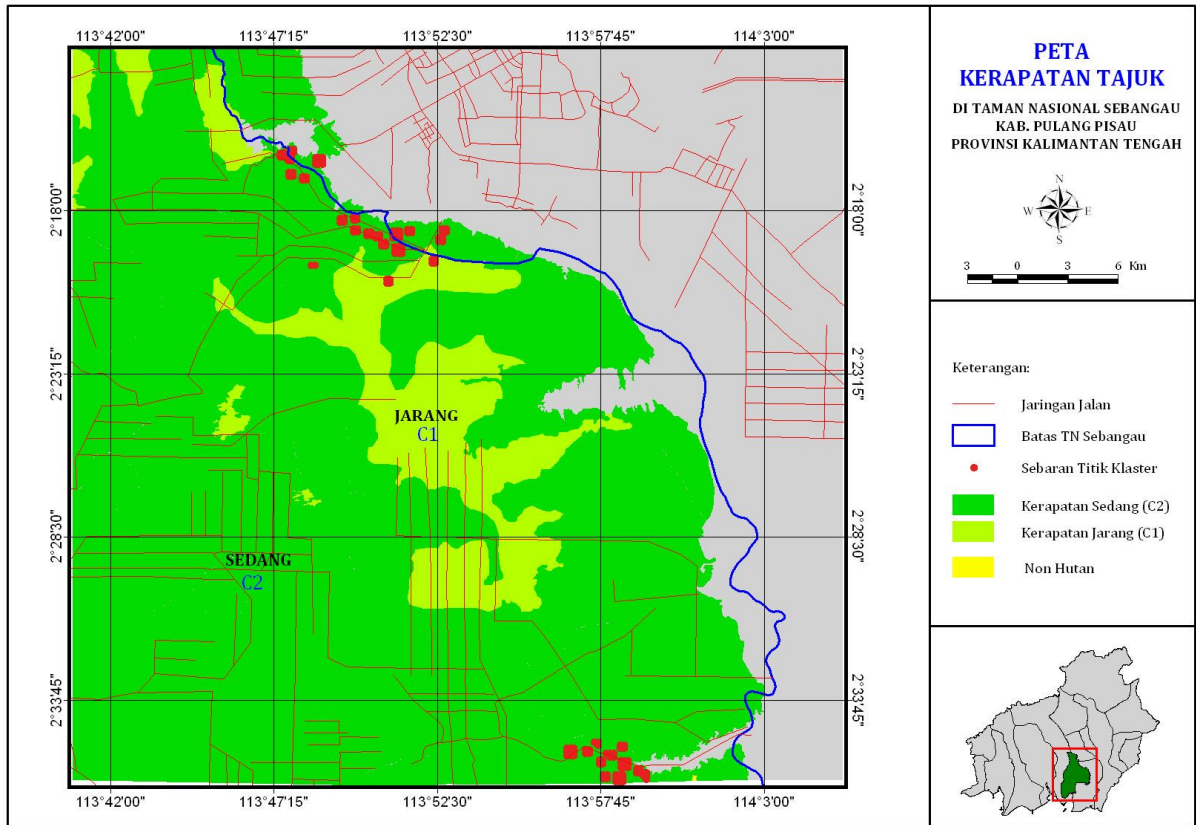 113°42'00"
113°47'15"
113°52'30"
113°57'45"
114°3'00"
2°18'00"
2°23'15"
2°28'30"
2°33'45"
2°18'00"
2°23'15"
2°28'30"
2°33'45"
JARANG
C1
SEDANG
C2
113°42'00"
113°47'15"
113°52'30"
113°57'45"
114°3'00"
PETA
KERAPATAN TAJUK
DI TAMAN NASIONAL SEBANGAU
KAB. PULANG PISAU
PROVINSI KALIMANTAN TENGAH
N
W E
S
3 0 3 6 Km
Keterangan:
Jaringan Jalan
Batas TN Sebangau
Sebaran Titik Klaster
Kerapatan Sedang (C2)
Kerapatan Jarang (C1)
Non Hutan